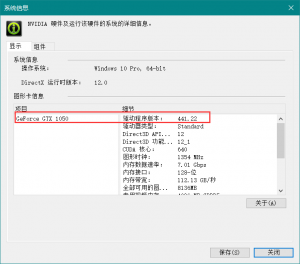 系统信息
NVIDIA 硬件及运行该硬件的系统的详细信息。
显示 组件
系统信息
操作系统: Windows 10 Pro, 64-bit
DirectX 运行时版本: 12.0
图形卡信息
项目 细节
GeForce GTX 1050 驱动程序版本: 441.22
驱动器类型: Standard
Direct3D API... 12
Direct3D 功能... 12_1
CUDA 核心: 640
图形时钟: 1354 MHz
内存数据速率: 7.01 Gbps
内存接口: 128-位
内存带宽: 112.13 GB/秒
全部可用的图... 8136MB
关于(A)
保存(S) 关闭